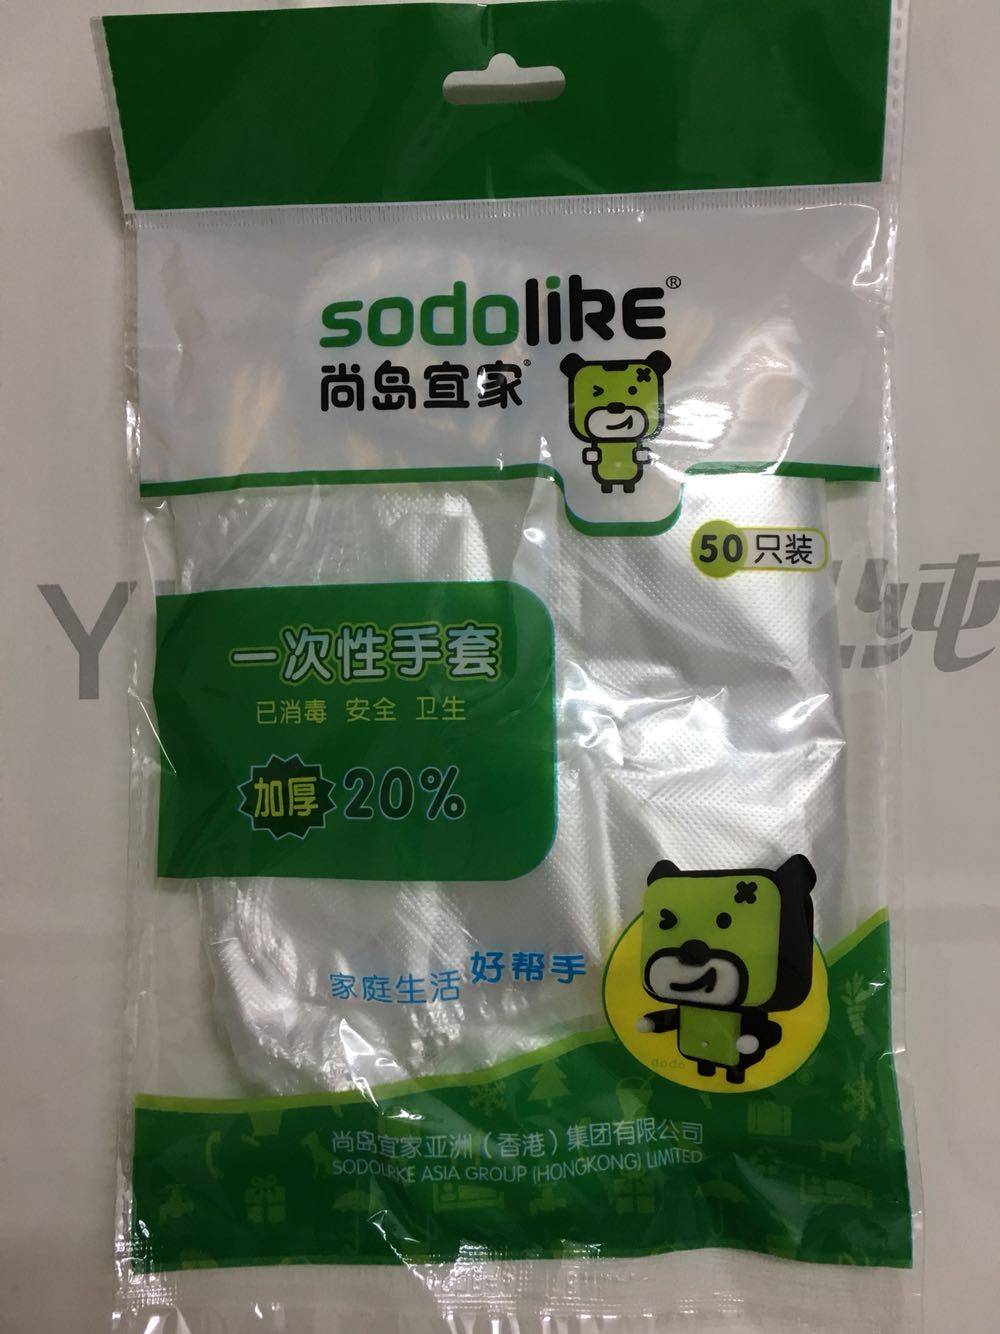 sodolike®
尚岛宜家®
50只装
一次性手套
已消毒 安全 卫生
加厚 20%
家庭生活 好帮手
尚岛宜家亚洲（香港）集团有限公司
SODOLIKE ASIA GROUP (HONGKONG) LIMITED
Y
纯